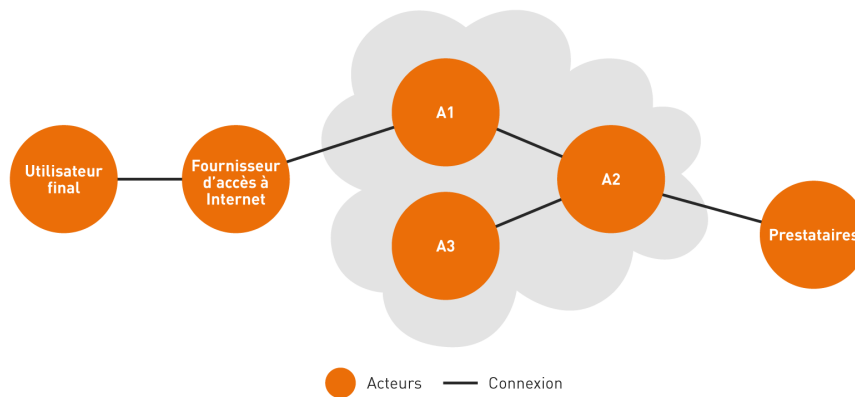 Utilisateur
final
Fournisseur
d'accès à
Internet
A1
A2
A3
Prestataires
Acteurs
Connexion